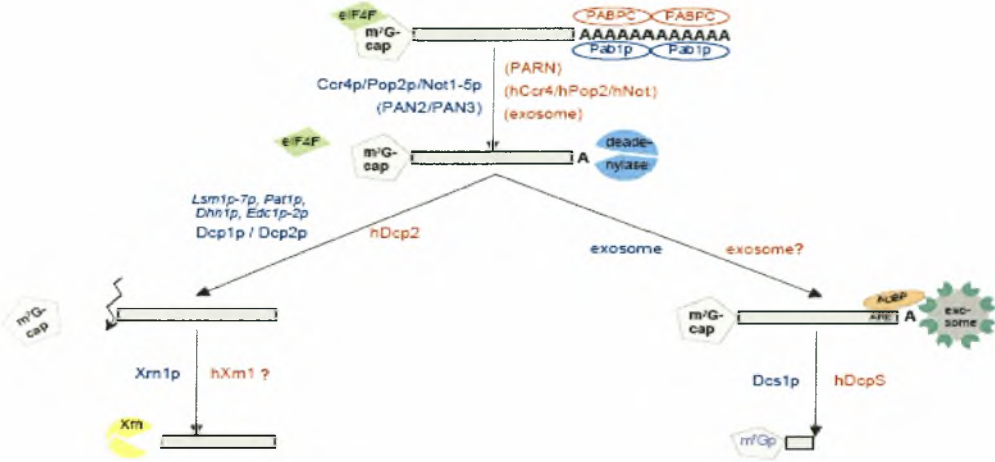 eIF4F
PABPC PABPC
m⁷G-
cap
AAAAAAAAAAAAA
Pab1p Pab1p
Ccr4p/Pop2p/Not1-5p
(PAN2/PAN3)
(PARN)
(hCcr4/hPop2/hNot)
(exosome)
eIF4F
m⁷G-
cap
A
deade-
nylase
Lsm1p-7p, Pat1p,
Dhh1p, Edc1p-2p
Dcp1p / Dcp2p
hDcp2
exosome
exosome?
m⁷G-
cap
m⁷G-
cap
AUBP
ARE
A
exo-
some
Xrn1p
hXrn1 ?
Dcs1p
hDcpS
Xrn
m⁷Gp